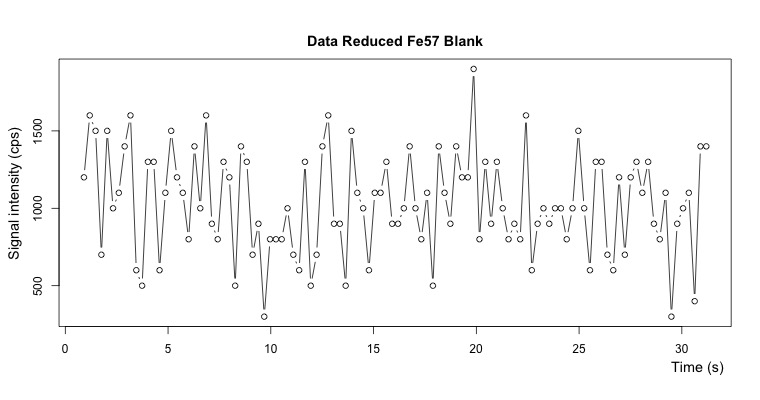 Data Reduced Fe57 Blank
Signal intensity (cps)
1500
1000
500
0 5 10 15 20 25 30
Time (s)